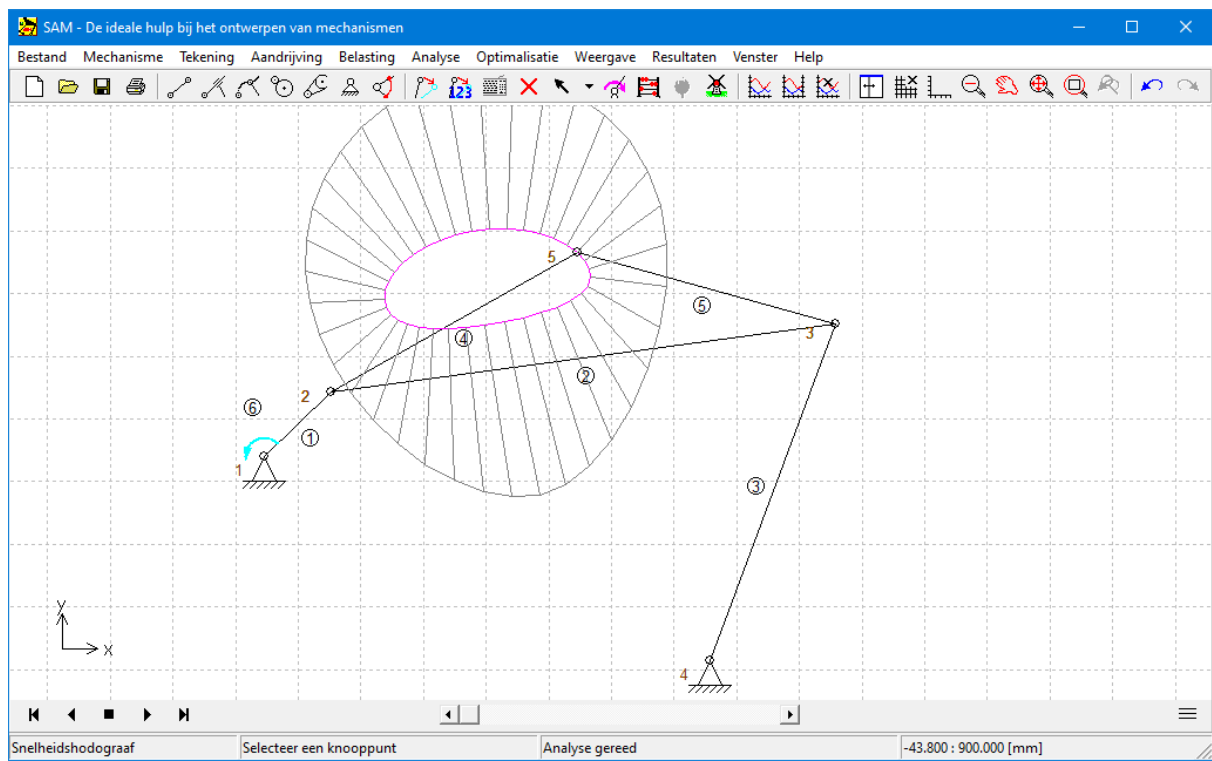 SAM - De ideale hulp bij het ontwerpen van mechanismen
Bestand Mechanisme Tekening Aandrijving Belasting Analyse Optimalisatie Weergave Resultaten Venster Help
123
5
5
3
4
2
2
6
1
1
3
4
y
x
Snelheidshodograaf Selecteer een knooppunt Analyse gereed -43.800 : 900.000 [mm]